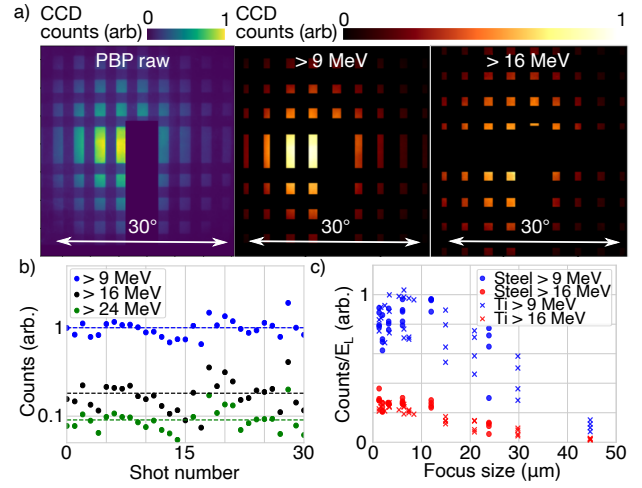 a)
CCD
counts (arb)
0
1
CCD
counts (arb)
0
1
PBP raw
> 9 MeV
> 16 MeV
30°
30°
30°
b)
> 9 MeV
> 16 MeV
> 24 MeV
Counts (arb.)
1
0.1
0
15
30
Shot number
c)
Steel > 9 MeV
Steel > 16 MeV
Ti > 9 MeV
Ti > 16 MeV
Counts/E_L (arb.)
1
0
0
10
20
30
40
50
Focus size (μm)